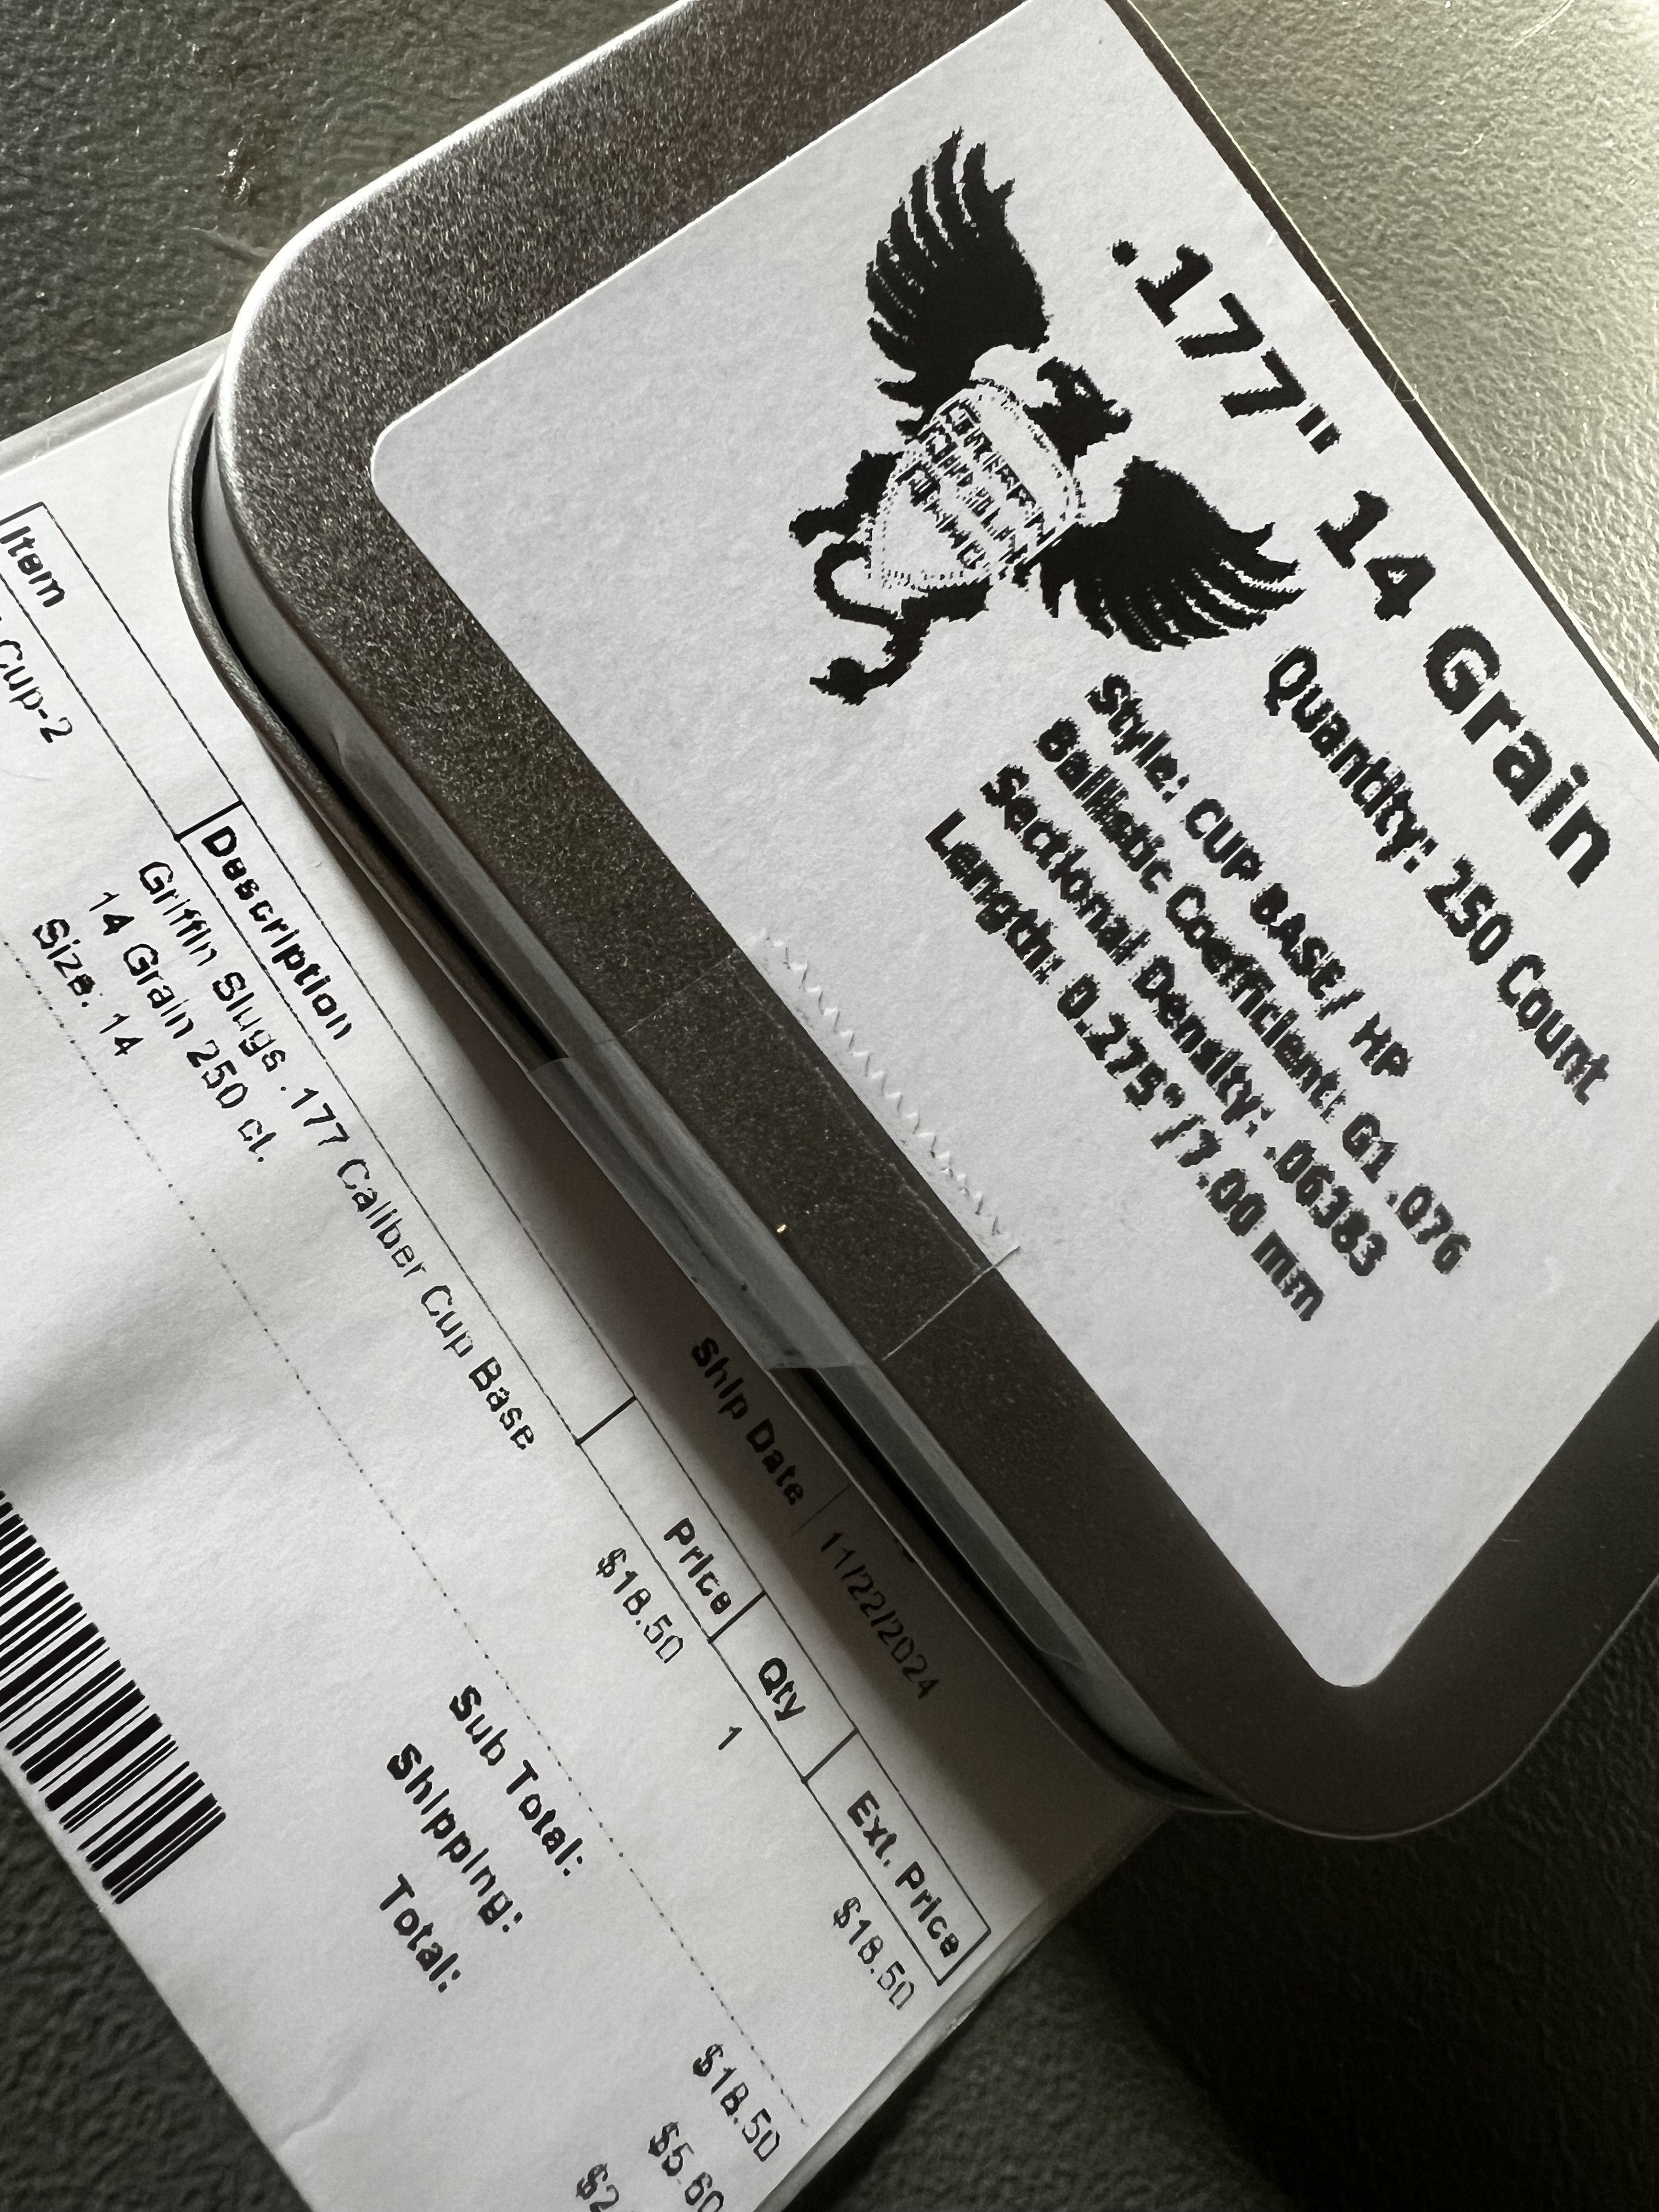 .177" 14 Grain
Quantity: 250 Count
Style: CUP BASE/ HP
Ballistic Coefficient: G1 .076
Sectional Density: .06383
Length: 0.275" /7.00 mm
Ship Date 11/22/2024
Item Description Price Qty Ext. Price
Cup-2 Griffin Slugs .177 Caliber Cup Base $18.50 1 $18.50
14 Grain 250 ct.
Size: 14
Sub Total: $18.50
Shipping: $5.60
Total: $2